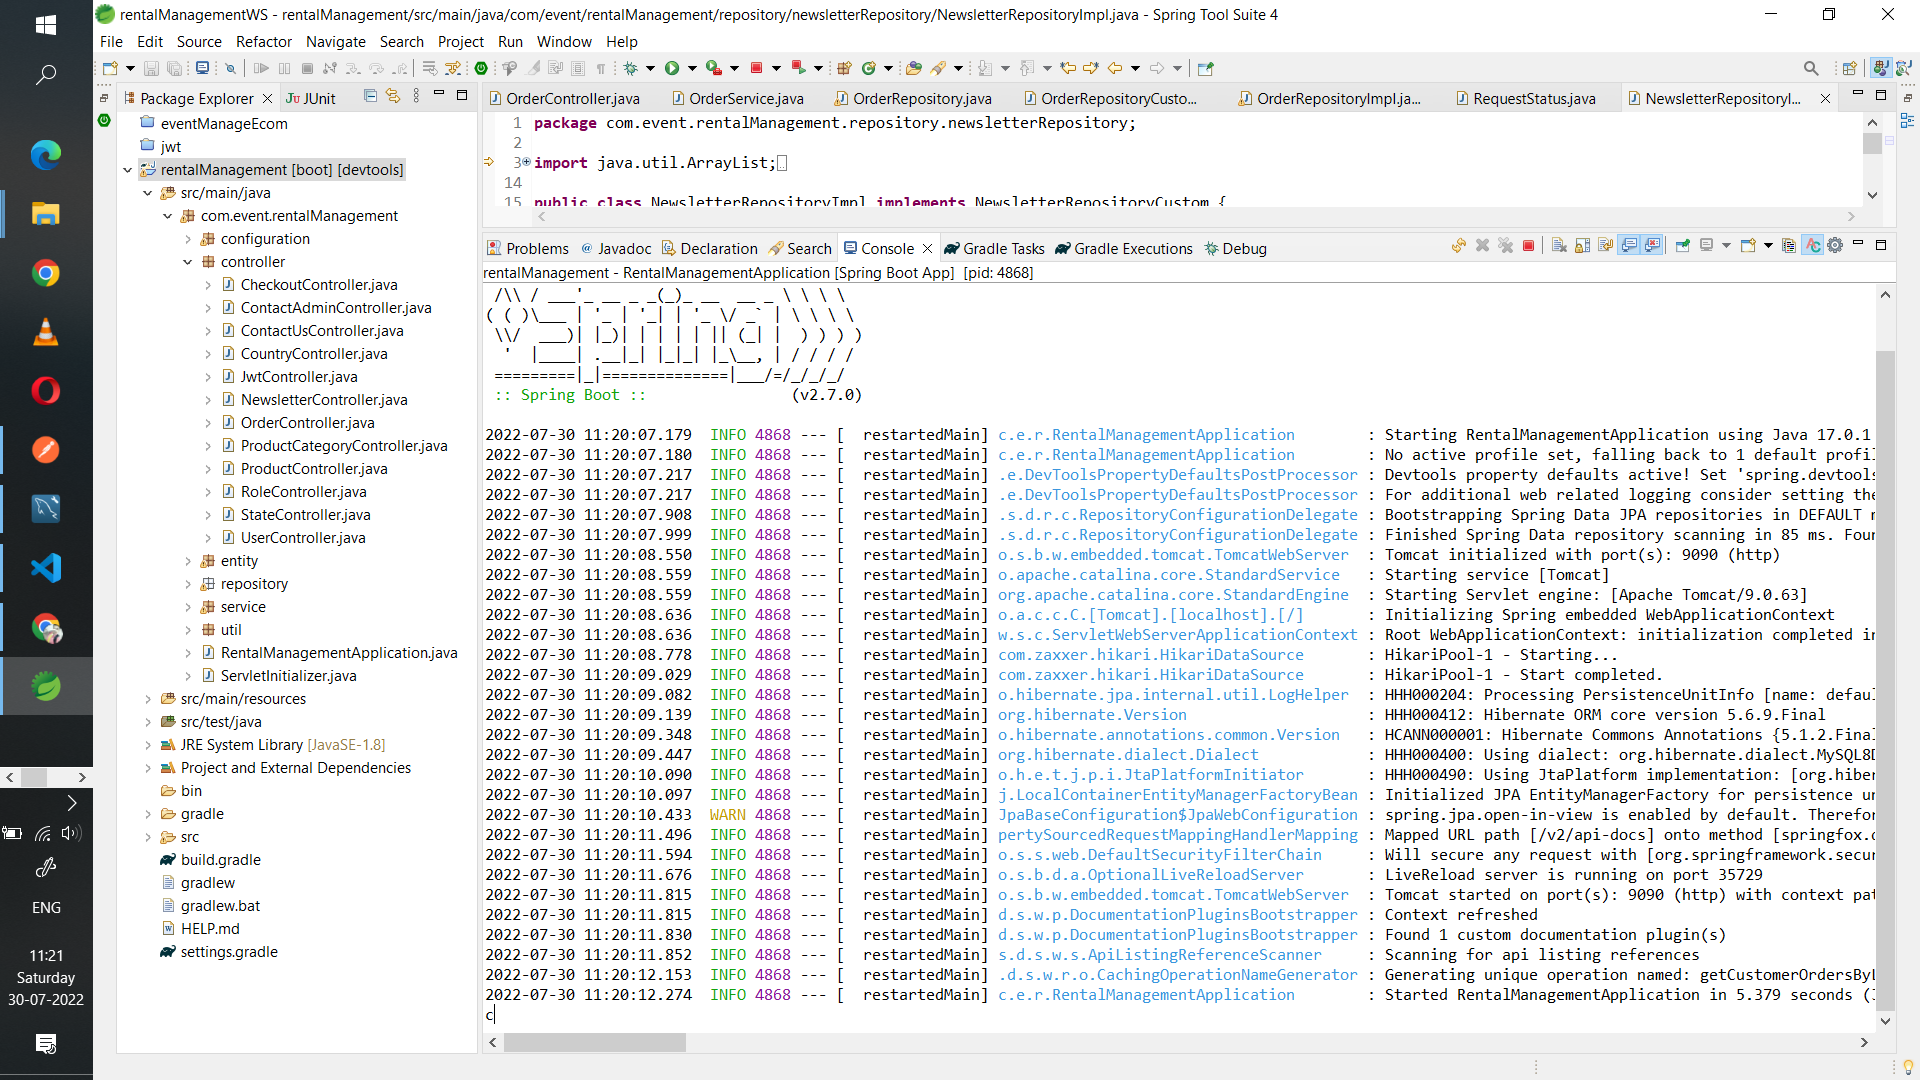 rentalManagementWS - rentalManagement/src/main/java/com/event/rentalManagement/repository/newsletterRepository/NewsletterRepositoryImpl.java - Spring Tool Suite 4
File Edit Source Refactor Navigate Search Project Run Window Help
Package Explorer
JUnit
eventManageEcom
jwt
rentalManagement [boot] [devtools]
src/main/java
com.event.rentalManagement
configuration
controller
CheckoutController.java
ContactAdminController.java
ContactUsController.java
CountryController.java
JwtController.java
NewsletterController.java
OrderController.java
ProductCategoryController.java
ProductController.java
RoleController.java
StateController.java
UserController.java
entity
repository
service
util
RentalManagementApplication.java
ServletInitializer.java
src/main/resources
src/test/java
JRE System Library [JavaSE-1.8]
Project and External Dependencies
bin
gradle
src
build.gradle
gradlew
gradlew.bat
HELP.md
settings.gradle
OrderController.java OrderService.java OrderRepository.java OrderRepositoryCusto... OrderRepositoryImpl.ja... RequestStatus.java NewsletterRepositoryI...
1 package com.event.rentalManagement.repository.newsletterRepository;
2
3 import java.util.ArrayList;
14
15 public class NewsletterRepositoryImpl implements NewsletterRepositoryCustom {
Problems @ Javadoc Declaration Search Console Gradle Tasks Gradle Executions Debug
rentalManagement - RentalManagementApplication [Spring Boot App] [pid: 4868]
 /\\ / ___'_ __ _ _(_)_ __  __ _ \ \ \ \
( ( )\___ | '_ | '_| | '_ \/ _` | \ \ \ \
 \\/  ___)| |_)| | | | | || (_| |  ) ) ) )
  '  |____| .__|_| |_|_| |_\__, | / / / /
 =========|_|==============|___/=/_/_/_/
 :: Spring Boot ::                (v2.7.0)
2022-07-30 11:20:07.179  INFO 4868 --- [  restartedMain] c.e.r.RentalManagementApplication        : Starting RentalManagementApplication using Java 17.0.1
2022-07-30 11:20:07.180  INFO 4868 --- [  restartedMain] c.e.r.RentalManagementApplication        : No active profile set, falling back to 1 default profil
2022-07-30 11:20:07.217  INFO 4868 --- [  restartedMain] .e.DevToolsPropertyDefaultsPostProcessor : Devtools property defaults active! Set 'spring.devtools
2022-07-30 11:20:07.217  INFO 4868 --- [  restartedMain] .e.DevToolsPropertyDefaultsPostProcessor : For additional web related logging consider setting the
2022-07-30 11:20:07.908  INFO 4868 --- [  restartedMain] .s.d.r.c.RepositoryConfigurationDelegate : Bootstrapping Spring Data JPA repositories in DEFAULT m
2022-07-30 11:20:07.999  INFO 4868 --- [  restartedMain] .s.d.r.c.RepositoryConfigurationDelegate : Finished Spring Data repository scanning in 85 ms. Foun
2022-07-30 11:20:08.550  INFO 4868 --- [  restartedMain] o.s.b.w.embedded.tomcat.TomcatWebServer  : Tomcat initialized with port(s): 9090 (http)
2022-07-30 11:20:08.559  INFO 4868 --- [  restartedMain] o.apache.catalina.core.StandardService   : Starting service [Tomcat]
2022-07-30 11:20:08.559  INFO 4868 --- [  restartedMain] org.apache.catalina.core.StandardEngine  : Starting Servlet engine: [Apache Tomcat/9.0.63]
2022-07-30 11:20:08.636  INFO 4868 --- [  restartedMain] o.a.c.c.C.[Tomcat].[localhost].[/]       : Initializing Spring embedded WebApplicationContext
2022-07-30 11:20:08.636  INFO 4868 --- [  restartedMain] w.s.c.ServletWebServerApplicationContext : Root WebApplicationContext: initialization completed in
2022-07-30 11:20:08.778  INFO 4868 --- [  restartedMain] com.zaxxer.hikari.HikariDataSource       : HikariPool-1 - Starting...
2022-07-30 11:20:09.029  INFO 4868 --- [  restartedMain] com.zaxxer.hikari.HikariDataSource       : HikariPool-1 - Start completed.
2022-07-30 11:20:09.082  INFO 4868 --- [  restartedMain] o.hibernate.jpa.internal.util.LogHelper  : HHH000204: Processing PersistenceUnitInfo [name: defaul
2022-07-30 11:20:09.139  INFO 4868 --- [  restartedMain] org.hibernate.Version                    : HHH000412: Hibernate ORM core version 5.6.9.Final
2022-07-30 11:20:09.348  INFO 4868 --- [  restartedMain] o.hibernate.annotations.common.Version   : HCANN000001: Hibernate Commons Annotations {5.1.2.Final
2022-07-30 11:20:09.447  INFO 4868 --- [  restartedMain] org.hibernate.dialect.Dialect            : HHH000400: Using dialect: org.hibernate.dialect.MySQL8D
2022-07-30 11:20:10.090  INFO 4868 --- [  restartedMain] o.h.e.t.j.p.i.JtaPlatformInitiator       : HHH000490: Using JtaPlatform implementation: [org.hiber
2022-07-30 11:20:10.097  INFO 4868 --- [  restartedMain] j.LocalContainerEntityManagerFactoryBean : Initialized JPA EntityManagerFactory for persistence un
2022-07-30 11:20:10.433  WARN 4868 --- [  restartedMain] JpaBaseConfiguration$JpaWebConfiguration : spring.jpa.open-in-view is enabled by default. Therefor
2022-07-30 11:20:11.496  INFO 4868 --- [  restartedMain] pertySourcedRequestMappingHandlerMapping : Mapped URL path [/v2/api-docs] onto method [springfox.d
2022-07-30 11:20:11.594  INFO 4868 --- [  restartedMain] o.s.s.web.DefaultSecurityFilterChain     : Will secure any request with [org.springframework.secur
2022-07-30 11:20:11.676  INFO 4868 --- [  restartedMain] o.s.b.d.a.OptionalLiveReloadServer       : LiveReload server is running on port 35729
2022-07-30 11:20:11.815  INFO 4868 --- [  restartedMain] o.s.b.w.embedded.tomcat.TomcatWebServer  : Tomcat started on port(s): 9090 (http) with context pat
2022-07-30 11:20:11.815  INFO 4868 --- [  restartedMain] d.s.w.p.DocumentationPluginsBootstrapper : Context refreshed
2022-07-30 11:20:11.830  INFO 4868 --- [  restartedMain] d.s.w.p.DocumentationPluginsBootstrapper : Found 1 custom documentation plugin(s)
2022-07-30 11:20:11.852  INFO 4868 --- [  restartedMain] s.d.s.w.s.ApiListingReferenceScanner     : Scanning for api listing references
2022-07-30 11:20:12.153  INFO 4868 --- [  restartedMain] .d.s.w.r.o.CachingOperationNameGenerator : Generating unique operation named: getCustomerOrdersByL
2022-07-30 11:20:12.274  INFO 4868 --- [  restartedMain] c.e.r.RentalManagementApplication        : Started RentalManagementApplication in 5.379 seconds (J
c
ENG
11:21
Saturday
30-07-2022